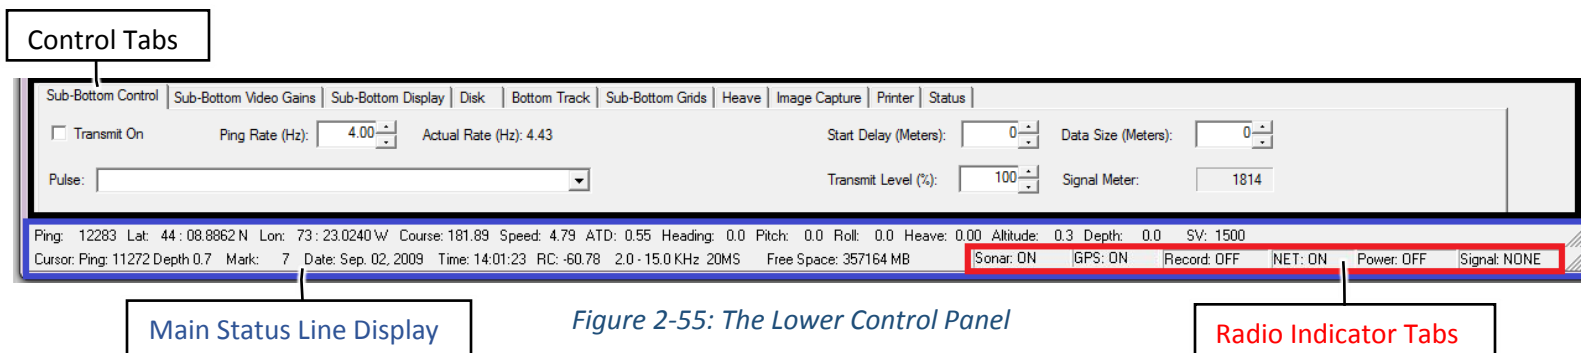 Control Tabs
Sub-Bottom Control Sub-Bottom Video Gains Sub-Bottom Display Disk Bottom Track Sub-Bottom Grids Heave Image Capture Printer Status
Transmit On Ping Rate (Hz): 4.00 Actual Rate (Hz): 4.43 Start Delay (Meters): 0 Data Size (Meters): 0
Pulse: Transmit Level (%): 100 Signal Meter: 1814
Ping: 12283 Lat: 44 : 08.8862 N Lon: 73 : 23.0240 W Course: 181.89 Speed: 4.79 ATD: 0.55 Heading: 0.0 Pitch: 0.0 Roll: 0.0 Heave: 0.00 Altitude: 0.3 Depth: 0.0 SV: 1500
Cursor: Ping: 11272 Depth 0.7 Mark: 7 Date: Sep. 02, 2009 Time: 14:01:23 RC: -60.78 2.0 - 15.0 KHz 20MS Free Space: 357164 MB Sonar: ON GPS: ON Record: OFF NET: ON Power: OFF Signal: NONE
Main Status Line Display
Figure 2-55: The Lower Control Panel
Radio Indicator Tabs